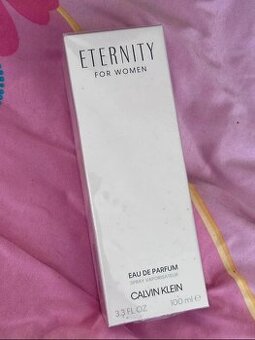 ETERNITY
FOR WOMEN
EAU DE PARFUM
SPRAY VAPORISATEUR
CALVIN KLEIN
3.3 FL OZ 100 ml e